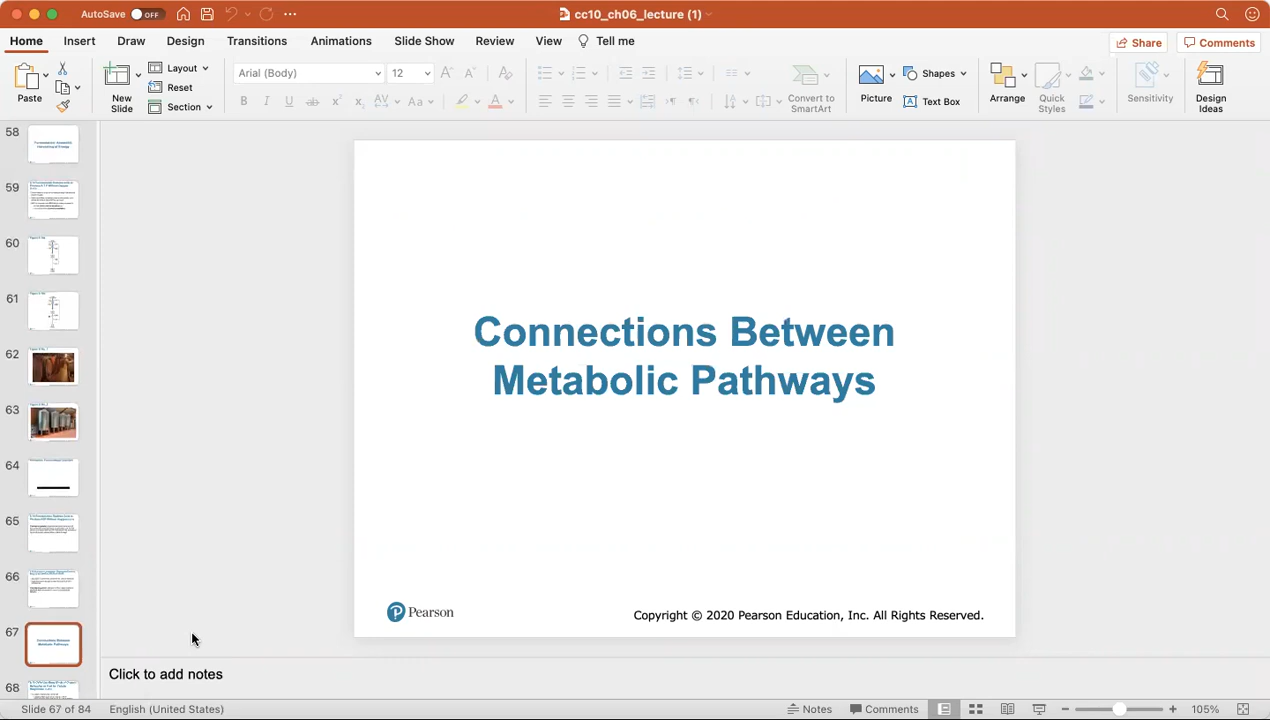 AutoSave OFF
cc10_ch06_lecture (1)
Home Insert Draw Design Transitions Animations Slide Show Review View Tell me
Share Comments
Paste
New Slide
Layout
Reset
Section
Arial (Body) 12
Convert to SmartArt
Picture
Shapes
Text Box
Arrange
Quick Styles
Sensitivity
Design Ideas
58
59
60
61
62
63
64
65
66
67
Connections Between
Metabolic Pathways
68
Connections Between
Metabolic Pathways
Pearson
Copyright © 2020 Pearson Education, Inc. All Rights Reserved.
Click to add notes
Slide 67 of 84 English (United States) Notes Comments 105%